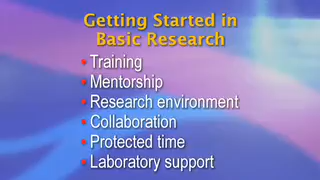 Getting Started in
Basic Research
• Training
• Mentorship
• Research environment
• Collaboration
• Protected time
• Laboratory support